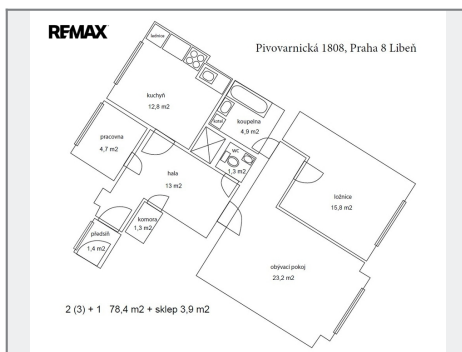 RE/MAX
Pivovarnická 1808, Praha 8 Libeň
lednice
kuchyň
12,8 m2
kotel
koupelna
4,9 m2
pracovna
4,7 m2
wc
1,3 m2
hala
13 m2
ložnice
15,8 m2
komora
1,3 m2
předsíň
1,4 m2
obývací pokoj
23,2 m2
2 (3) + 1 78,4 m2 + sklep 3,9 m2